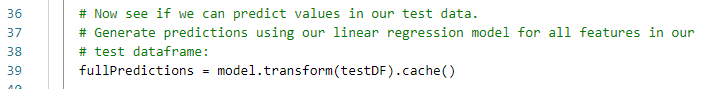 36 # Now see if we can predict values in our test data.
37 # Generate predictions using our linear regression model for all features in our
38 # test dataframe:
39 fullPredictions = model.transform(testDF).cache()